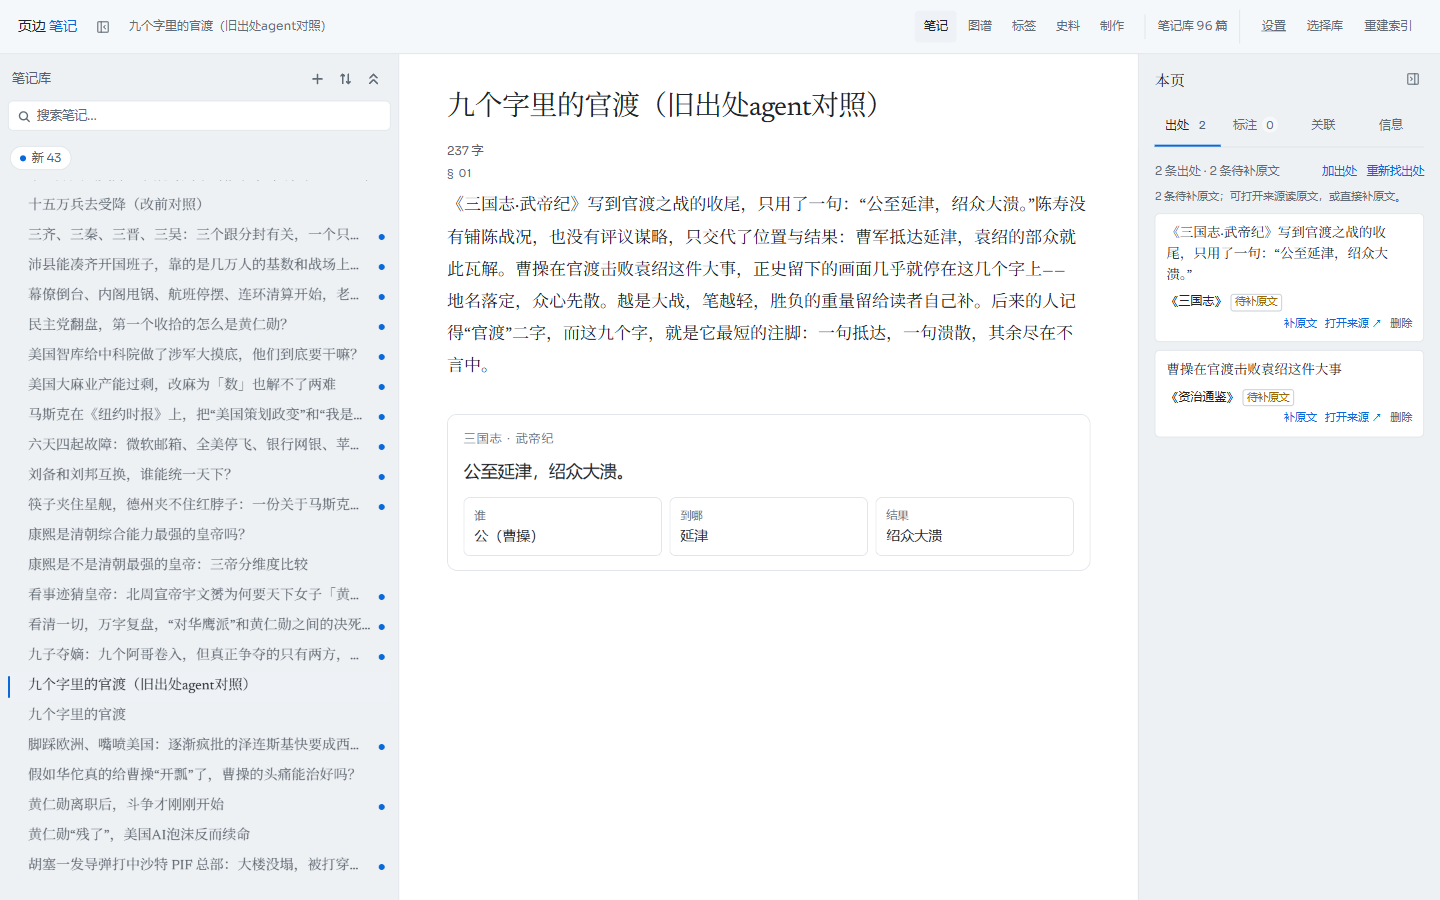 页边 笔记
九个字里的官渡（旧出处agent对照）
笔记
图谱
标签
史料
制作
笔记库 96 篇
设置
选择库
重建索引
笔记库
搜索笔记...
新 43
十五万兵去受降（改前对照）
三齐、三秦、三晋、三吴：三个跟分封有关，一个只...
沛县能凑齐开国班子，靠的是几万人的基数和战场上...
幕僚倒台、内阁甩锅、航班停摆、连环清算开始，老...
民主党翻盘，第一个收拾的怎么是黄仁勋？
美国智库给中科院做了涉军大摸底，他们到底要干嘛？
美国大麻业产能过剩，改麻为「数」也解不了两难
马斯克在《纽约时报》上，把“美国策划政变”和“我是...
六天四起故障：微软邮箱、全美停飞、银行网银、苹...
刘备和刘邦互换，谁能统一天下？
筷子夹住星舰，德州夹不住红脖子：一份关于马斯克...
康熙是清朝综合能力最强的皇帝吗？
康熙是不是清朝最强的皇帝：三帝分维度比较
看事迹猜皇帝：北周宣帝宇文赟为何要天下女子「黄...
看清一切，万字复盘，“对华鹰派”和黄仁勋之间的决死...
九子夺嫡：九个阿哥卷入，但真正争夺的只有两方，...
九个字里的官渡（旧出处agent对照）
九个字里的官渡
脚踩欧洲、嘴喷美国：逐渐疯批的泽连斯基快要成西...
假如华佗真的给曹操“开瓢”了，曹操的头痛能治好吗？
黄仁勋离职后，斗争才刚刚开始
黄仁勋“残了”，美国AI泡沫反而续命
胡塞一发导弹打中沙特 PIF 总部：大楼没塌，被打穿...
九个字里的官渡（旧出处agent对照）
237 字
§ 01
《三国志·武帝纪》写到官渡之战的收尾，只用了一句：“公至延津，绍众大溃。”陈寿没
有铺陈战况，也没有评议谋略，只交代了位置与结果：曹军抵达延津，袁绍的部众就
此瓦解。曹操在官渡击败袁绍这件大事，正史留下的画面几乎就停在这几个字上——
地名落定，众心先散。越是大战，笔越轻，胜负的重量留给读者自己补。后来的人记
得“官渡”二字，而这九个字，就是它最短的注脚：一句抵达，一句溃散，其余尽在不
言中。
三国志 · 武帝纪
公至延津，绍众大溃。
谁
公（曹操）
到哪
延津
结果
绍众大溃
本页
出处 2
标注 0
关联
信息
2 条出处 · 2 条待补原文
加出处
重新找出处
2 条待补原文；可打开来源读原文，或直接补原文。
《三国志·武帝纪》写到官渡之战的收
尾，只用了一句：“公至延津，绍众大
溃。”
《三国志》 待补原文
补原文 打开来源 ↗ 删除
曹操在官渡击败袁绍这件大事
《资治通鉴》 待补原文
补原文 打开来源 ↗ 删除